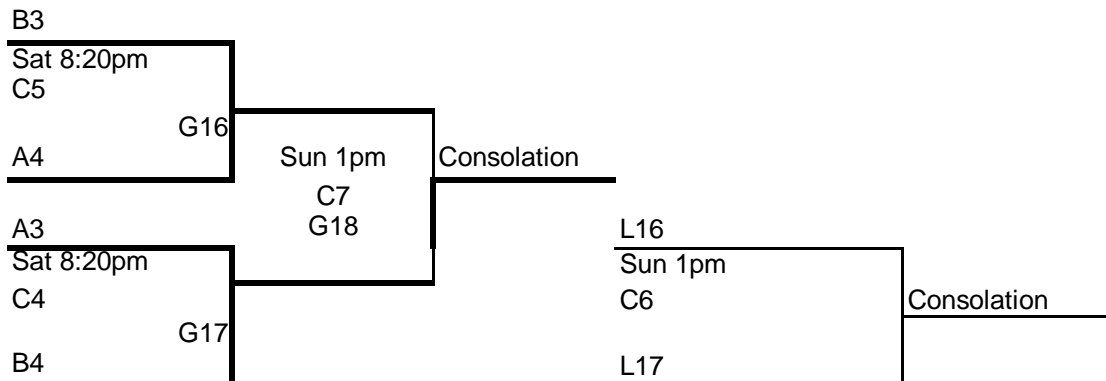 B3
Sat 8:20pm
C5
G16
A4
Sun 1pm
Consolation
C7
G18
A3
Sat 8:20pm
C4
G17
B4
L16
Sun 1pm
C6
Consolation
L17